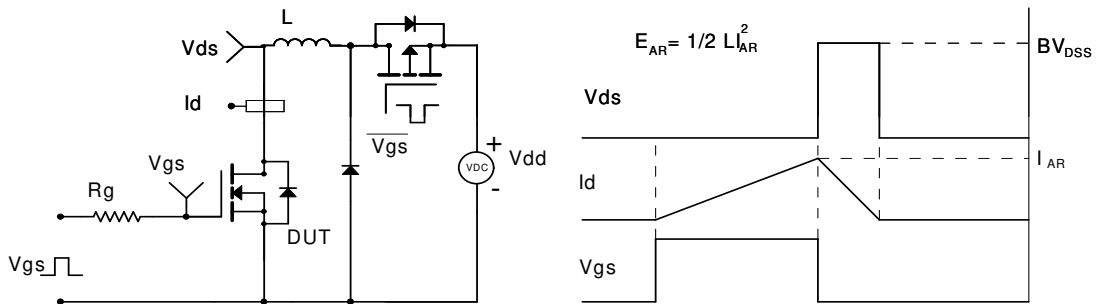 L
Vds
Id
Vgs
Vgs
+
VDC
Vdd
-
Rg
DUT
Vgs
E_AR= 1/2 LI_AR^2
BV_DSS
Vds
I_AR
Id
Vgs